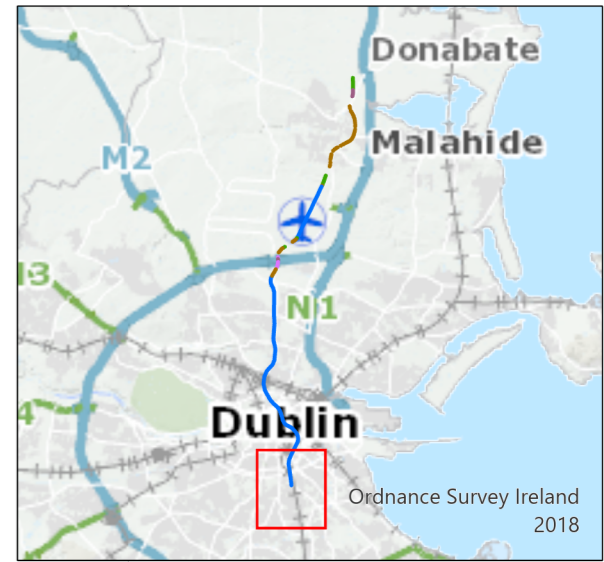 Donabate
Malahide
M2
N1
Dublin
Ordnance Survey Ireland
2018